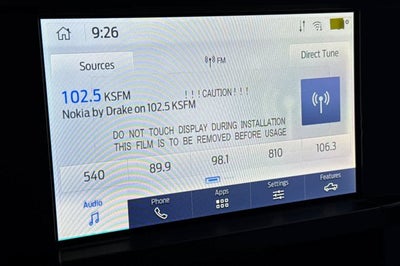 9:26
Sources
FM
Direct Tune
102.5 KSFM
! ! ! CAUTION ! ! !
Nokia by Drake on 102.5 KSFM
DO NOT TOUCH DISPLAY DURING INSTALLATION
THIS FILM IS TO BE REMOVED BEFORE USAGE
540
89.9
98.1
810
106.3
Audio
Phone
Apps
Settings
Features